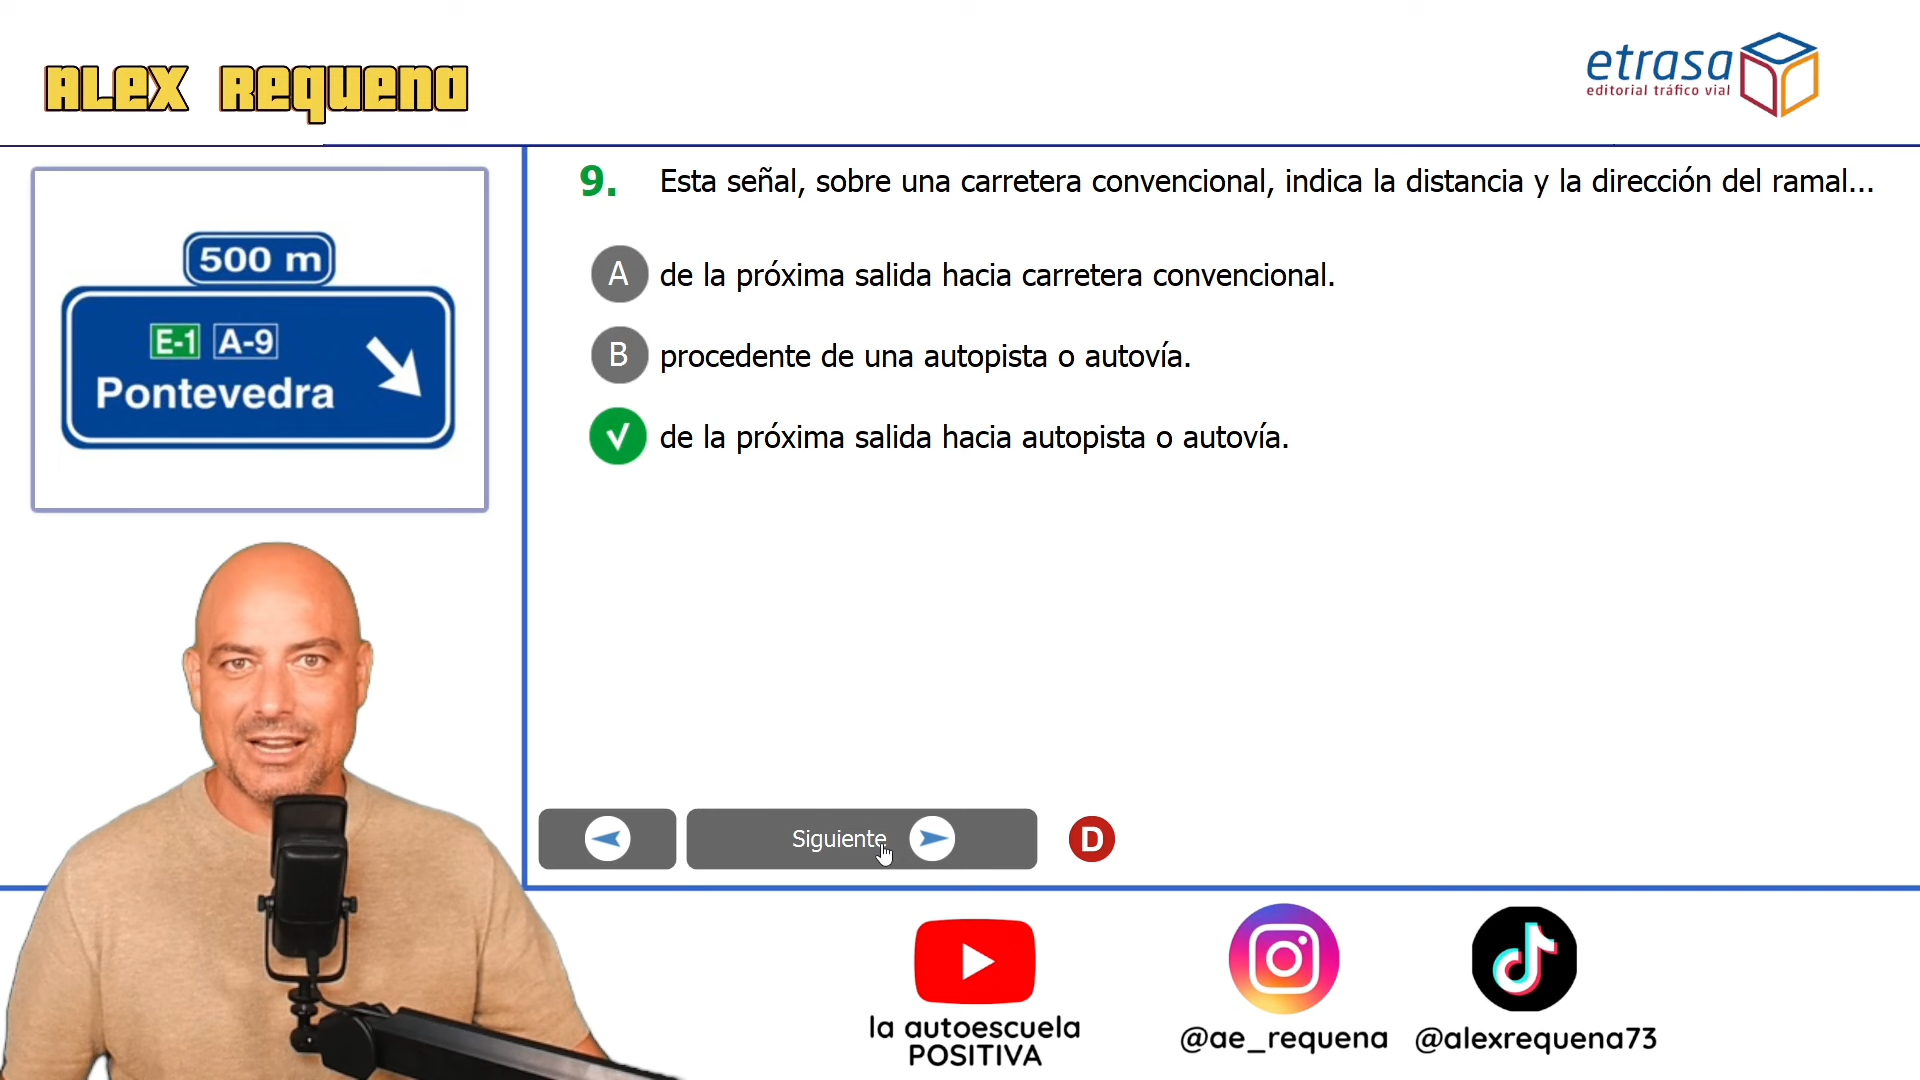 ALEX REQUENA
etrasa
editorial tráfico vial
500 m
E-1 A-9
Pontevedra
9. Esta señal, sobre una carretera convencional, indica la distancia y la dirección del ramal...
A de la próxima salida hacia carretera convencional.
B procedente de una autopista o autovía.
de la próxima salida hacia autopista o autovía.
Siguiente
D
la autoescuela
POSITIVA
@ae_requena
@alexrequena73